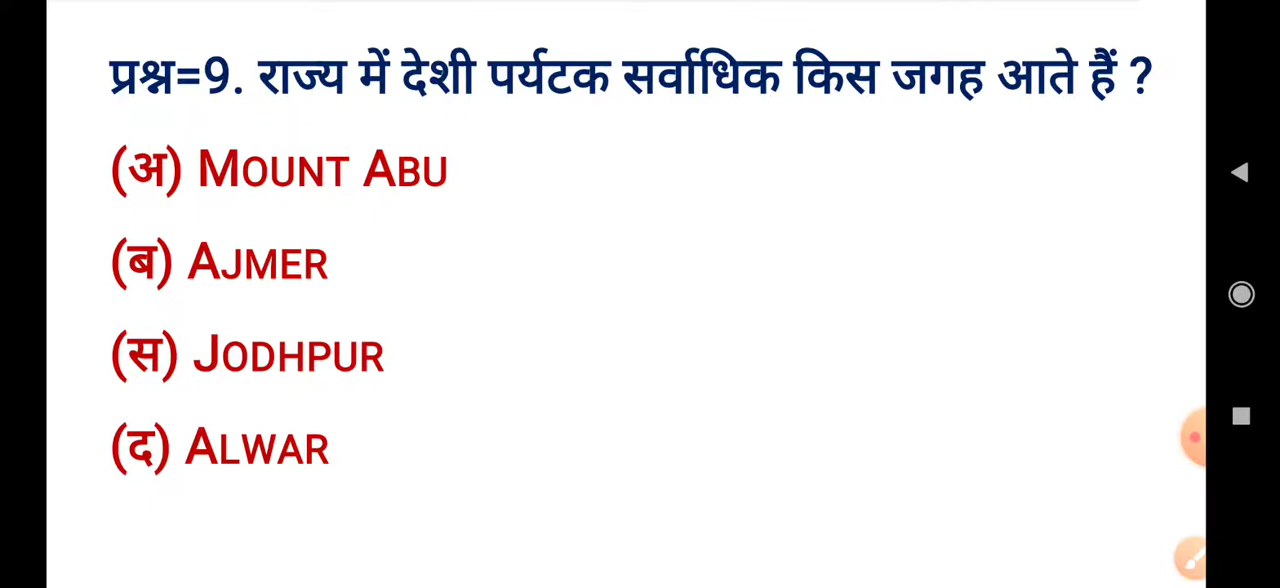 प्रश्न=9. राज्य में देशी पर्यटक सर्वाधिक किस जगह आते हैं ?
(अ) MOUNT ABU
(ब) AJMER
(स) JODHPUR
(द) ALWAR